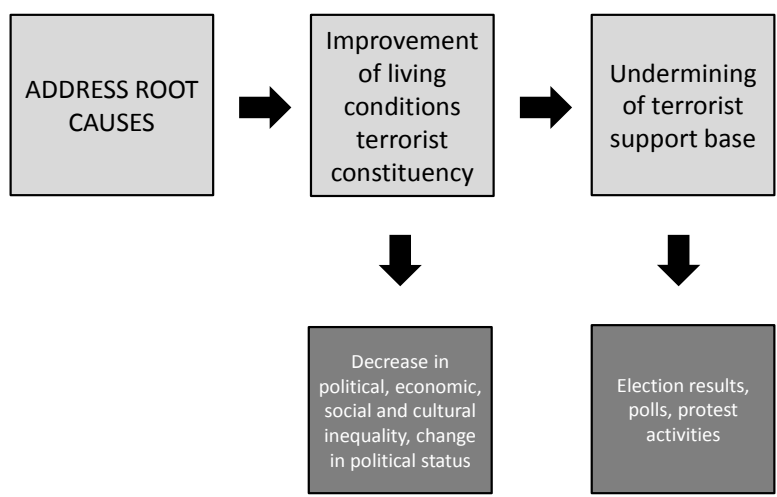 ADDRESS ROOT
CAUSES
Improvement
of living
conditions
terrorist
constituency
Undermining
of terrorist
support base
Decrease in
political, economic,
social and cultural
inequality, change
in political status
Election results,
polls, protest
activities